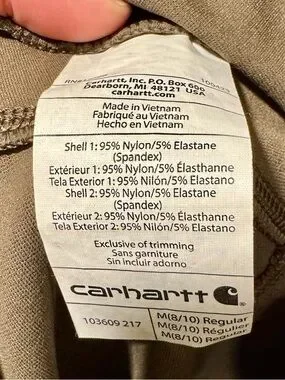 Carhartt, Inc. P.O. Box 600
Dearborn, MI 48121 USA
carhartt.com
Made in Vietnam
Fabriqué au Vietnam
Hecho en Vietnam
Shell 1: 95% Nylon/5% Elastane
(Spandex)
Extérieur 1: 95% Nylon/5% Élasthanne
Tela Exterior 1: 95% Nilón/5% Elastano
Shell 2: 95% Nylon/5% Elastane
(Spandex)
Extérieur 2: 95% Nylon/5% Élasthanne
Tela Exterior 2: 95% Nilón/5% Elastano
Exclusive of trimming
Sans garniture
Sin incluir adorno
carhartt
103609 217
M(8/10) Regular
M(8/10) Régulier
M(8/10) Regular